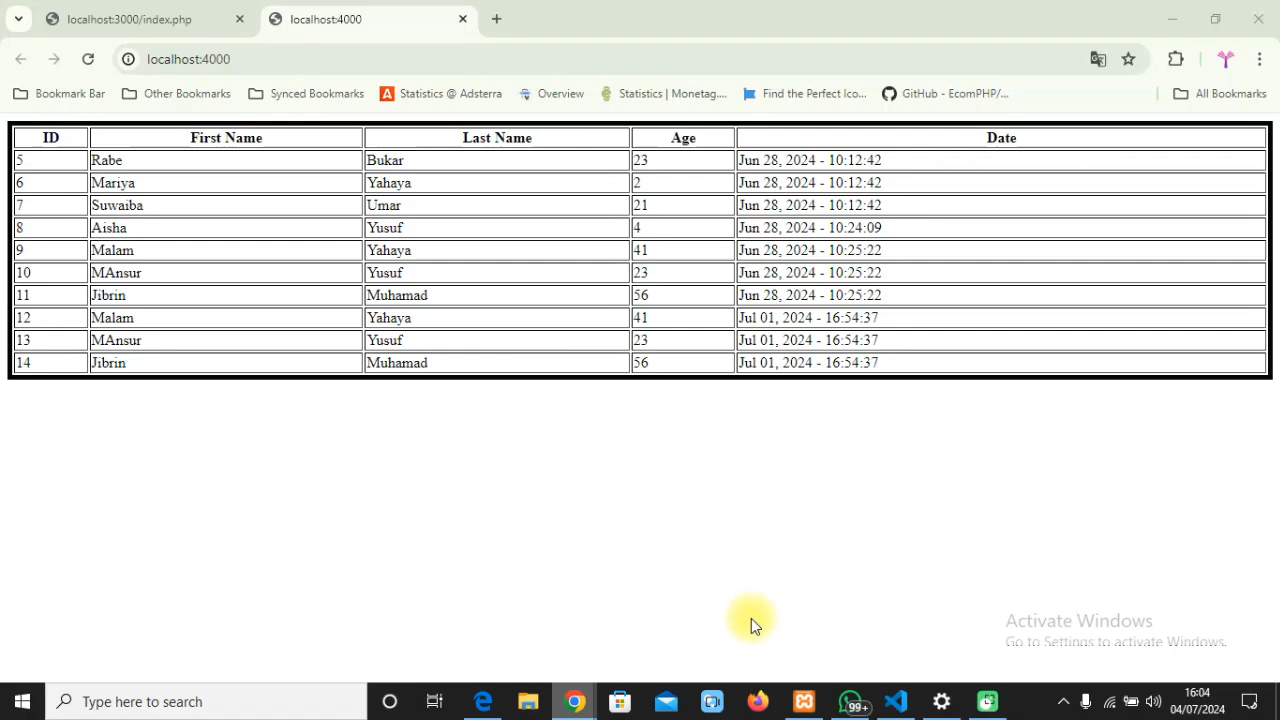 localhost:3000/index.php
localhost:4000
localhost:4000
Bookmark Bar Other Bookmarks Synced Bookmarks Statistics @ Adsterra Overview Statistics | Monetag.... Find the Perfect Ico... GitHub - EcomPHP/... All Bookmarks
ID First Name Last Name Age Date
5 Rabe Bukar 23 Jun 28, 2024 - 10:12:42
6 Mariya Yahaya 2 Jun 28, 2024 - 10:12:42
7 Suwaiba Umar 21 Jun 28, 2024 - 10:12:42
8 Aisha Yusuf 4 Jun 28, 2024 - 10:24:09
9 Malam Yahaya 41 Jun 28, 2024 - 10:25:22
10 MAnsur Yusuf 23 Jun 28, 2024 - 10:25:22
11 Jibrin Muhamad 56 Jun 28, 2024 - 10:25:22
12 Malam Yahaya 41 Jul 01, 2024 - 16:54:37
13 MAnsur Yusuf 23 Jul 01, 2024 - 16:54:37
14 Jibrin Muhamad 56 Jul 01, 2024 - 16:54:37
Activate Windows
Go to Settings to activate Windows.
Type here to search
99+
16:04
04/07/2024